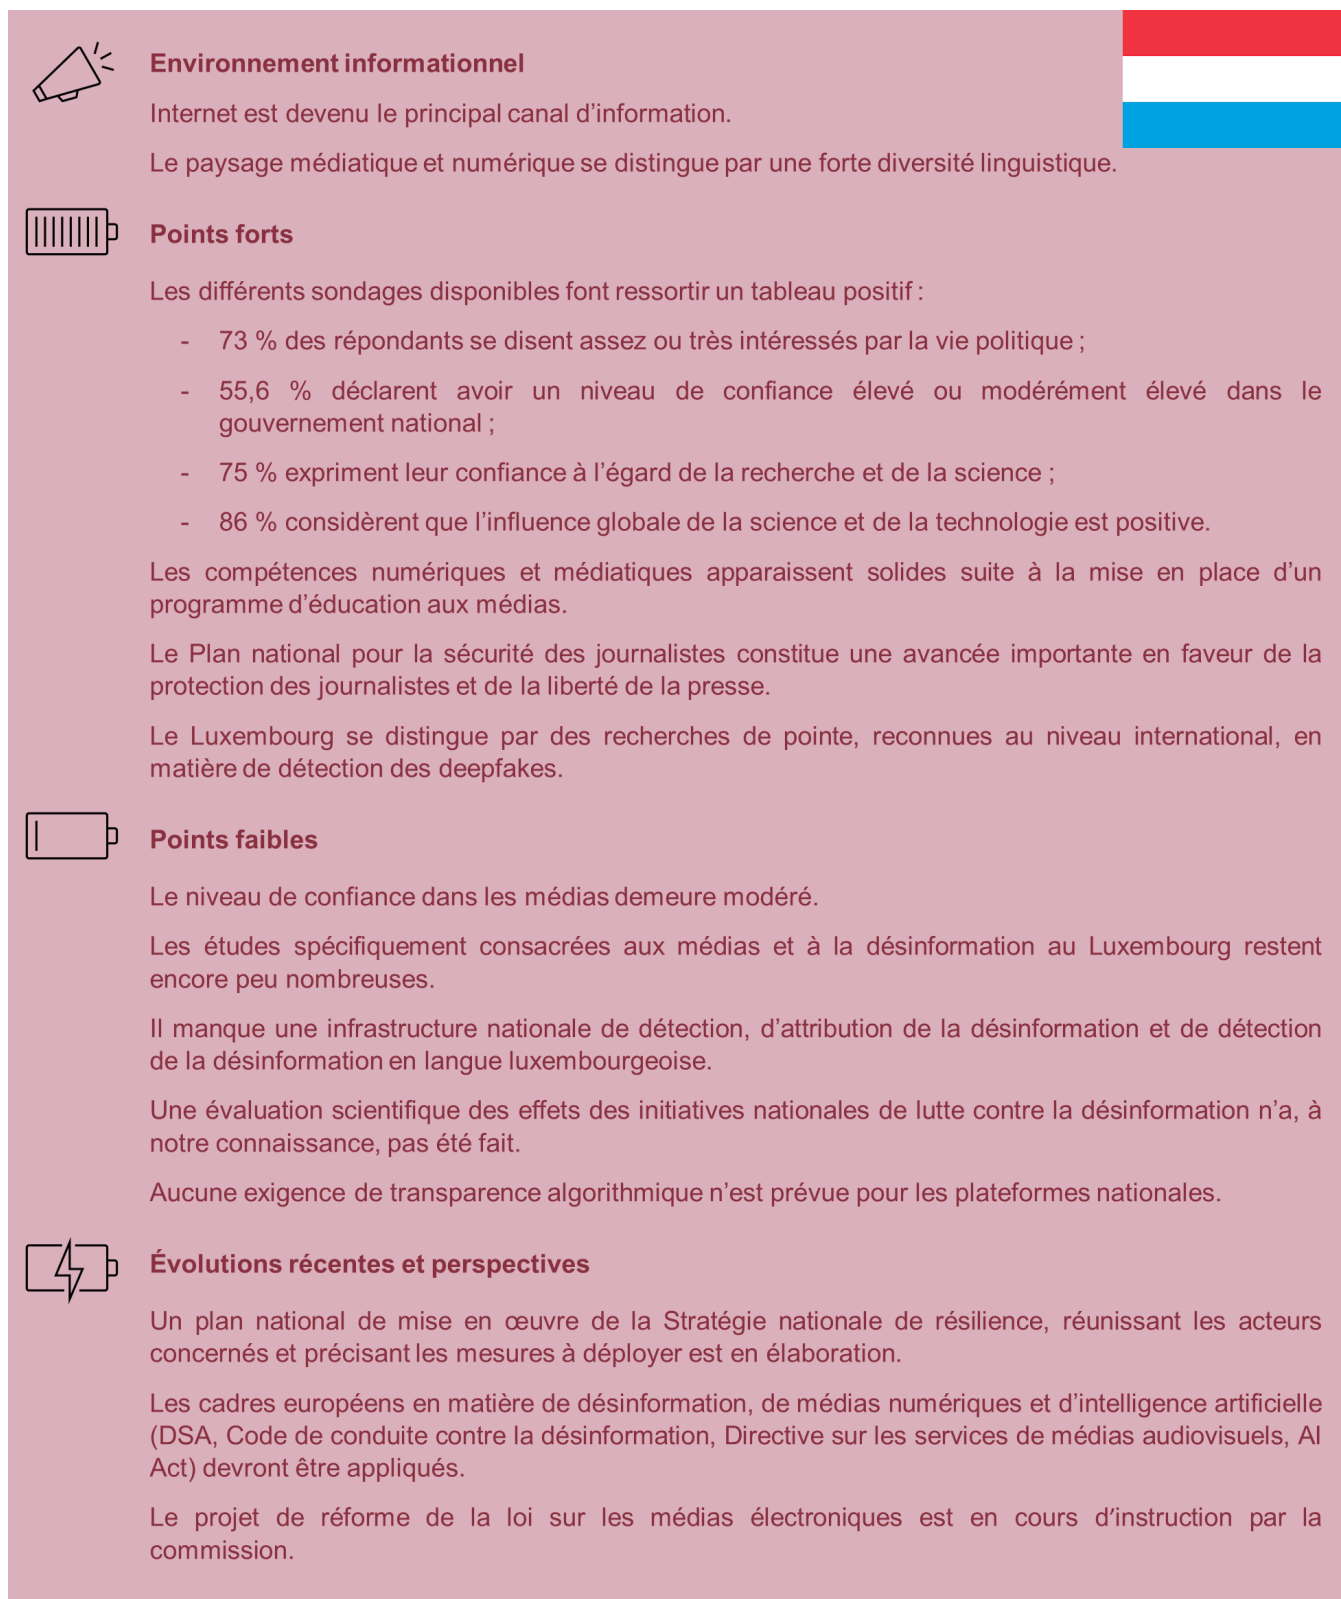 Environnement informationnel
Internet est devenu le principal canal d’information.
Le paysage médiatique et numérique se distingue par une forte diversité linguistique.
Points forts
Les différents sondages disponibles font ressortir un tableau positif :
- 73 % des répondants se disent assez ou très intéressés par la vie politique ;
- 55,6 % déclarent avoir un niveau de confiance élevé ou modérément élevé dans le
gouvernement national ;
- 75 % expriment leur confiance à l’égard de la recherche et de la science ;
- 86 % considèrent que l’influence globale de la science et de la technologie est positive.
Les compétences numériques et médiatiques apparaissent solides suite à la mise en place d’un
programme d’éducation aux médias.
Le Plan national pour la sécurité des journalistes constitue une avancée importante en faveur de la
protection des journalistes et de la liberté de la presse.
Le Luxembourg se distingue par des recherches de pointe, reconnues au niveau international, en
matière de détection des deepfakes.
Points faibles
Le niveau de confiance dans les médias demeure modéré.
Les études spécifiquement consacrées aux médias et à la désinformation au Luxembourg restent
encore peu nombreuses.
Il manque une infrastructure nationale de détection, d’attribution de la désinformation et de détection
de la désinformation en langue luxembourgeoise.
Une évaluation scientifique des effets des initiatives nationales de lutte contre la désinformation n’a, à
notre connaissance, pas été fait.
Aucune exigence de transparence algorithmique n’est prévue pour les plateformes nationales.
Évolutions récentes et perspectives
Un plan national de mise en œuvre de la Stratégie nationale de résilience, réunissant les acteurs
concernés et précisant les mesures à déployer est en élaboration.
Les cadres européens en matière de désinformation, de médias numériques et d’intelligence artificielle
(DSA, Code de conduite contre la désinformation, Directive sur les services de médias audiovisuels, AI
Act) devront être appliqués.
Le projet de réforme de la loi sur les médias électroniques est en cours d’instruction par la
commission.